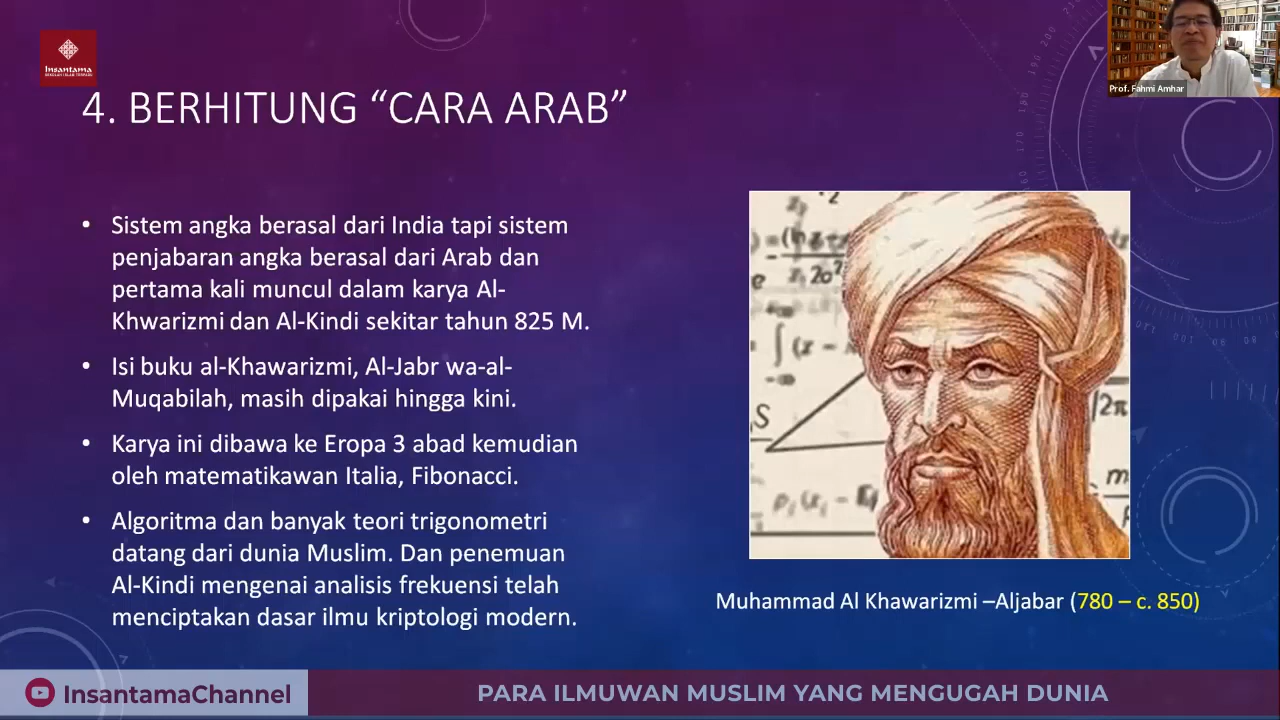 Insantama
SEKOLAH ISLAM TERPADU
4. BERHITUNG “CARA ARAB”
Prof. Fahmi Amhar
• Sistem angka berasal dari India tapi sistem
penjabaran angka berasal dari Arab dan
pertama kali muncul dalam karya Al-
Khwarizmi dan Al-Kindi sekitar tahun 825 M.
• Isi buku al-Khawarizmi, Al-Jabr wa-al-
Muqabilah, masih dipakai hingga kini.
• Karya ini dibawa ke Eropa 3 abad kemudian
oleh matematikawan Italia, Fibonacci.
• Algoritma dan banyak teori trigonometri
datang dari dunia Muslim. Dan penemuan
Al-Kindi mengenai analisis frekuensi telah
menciptakan dasar ilmu kriptologi modern.
Muhammad Al Khawarizmi –Aljabar (780 – c. 850)
InsantamaChannel
PARA ILMUWAN MUSLIM YANG MENGUGAH DUNIA